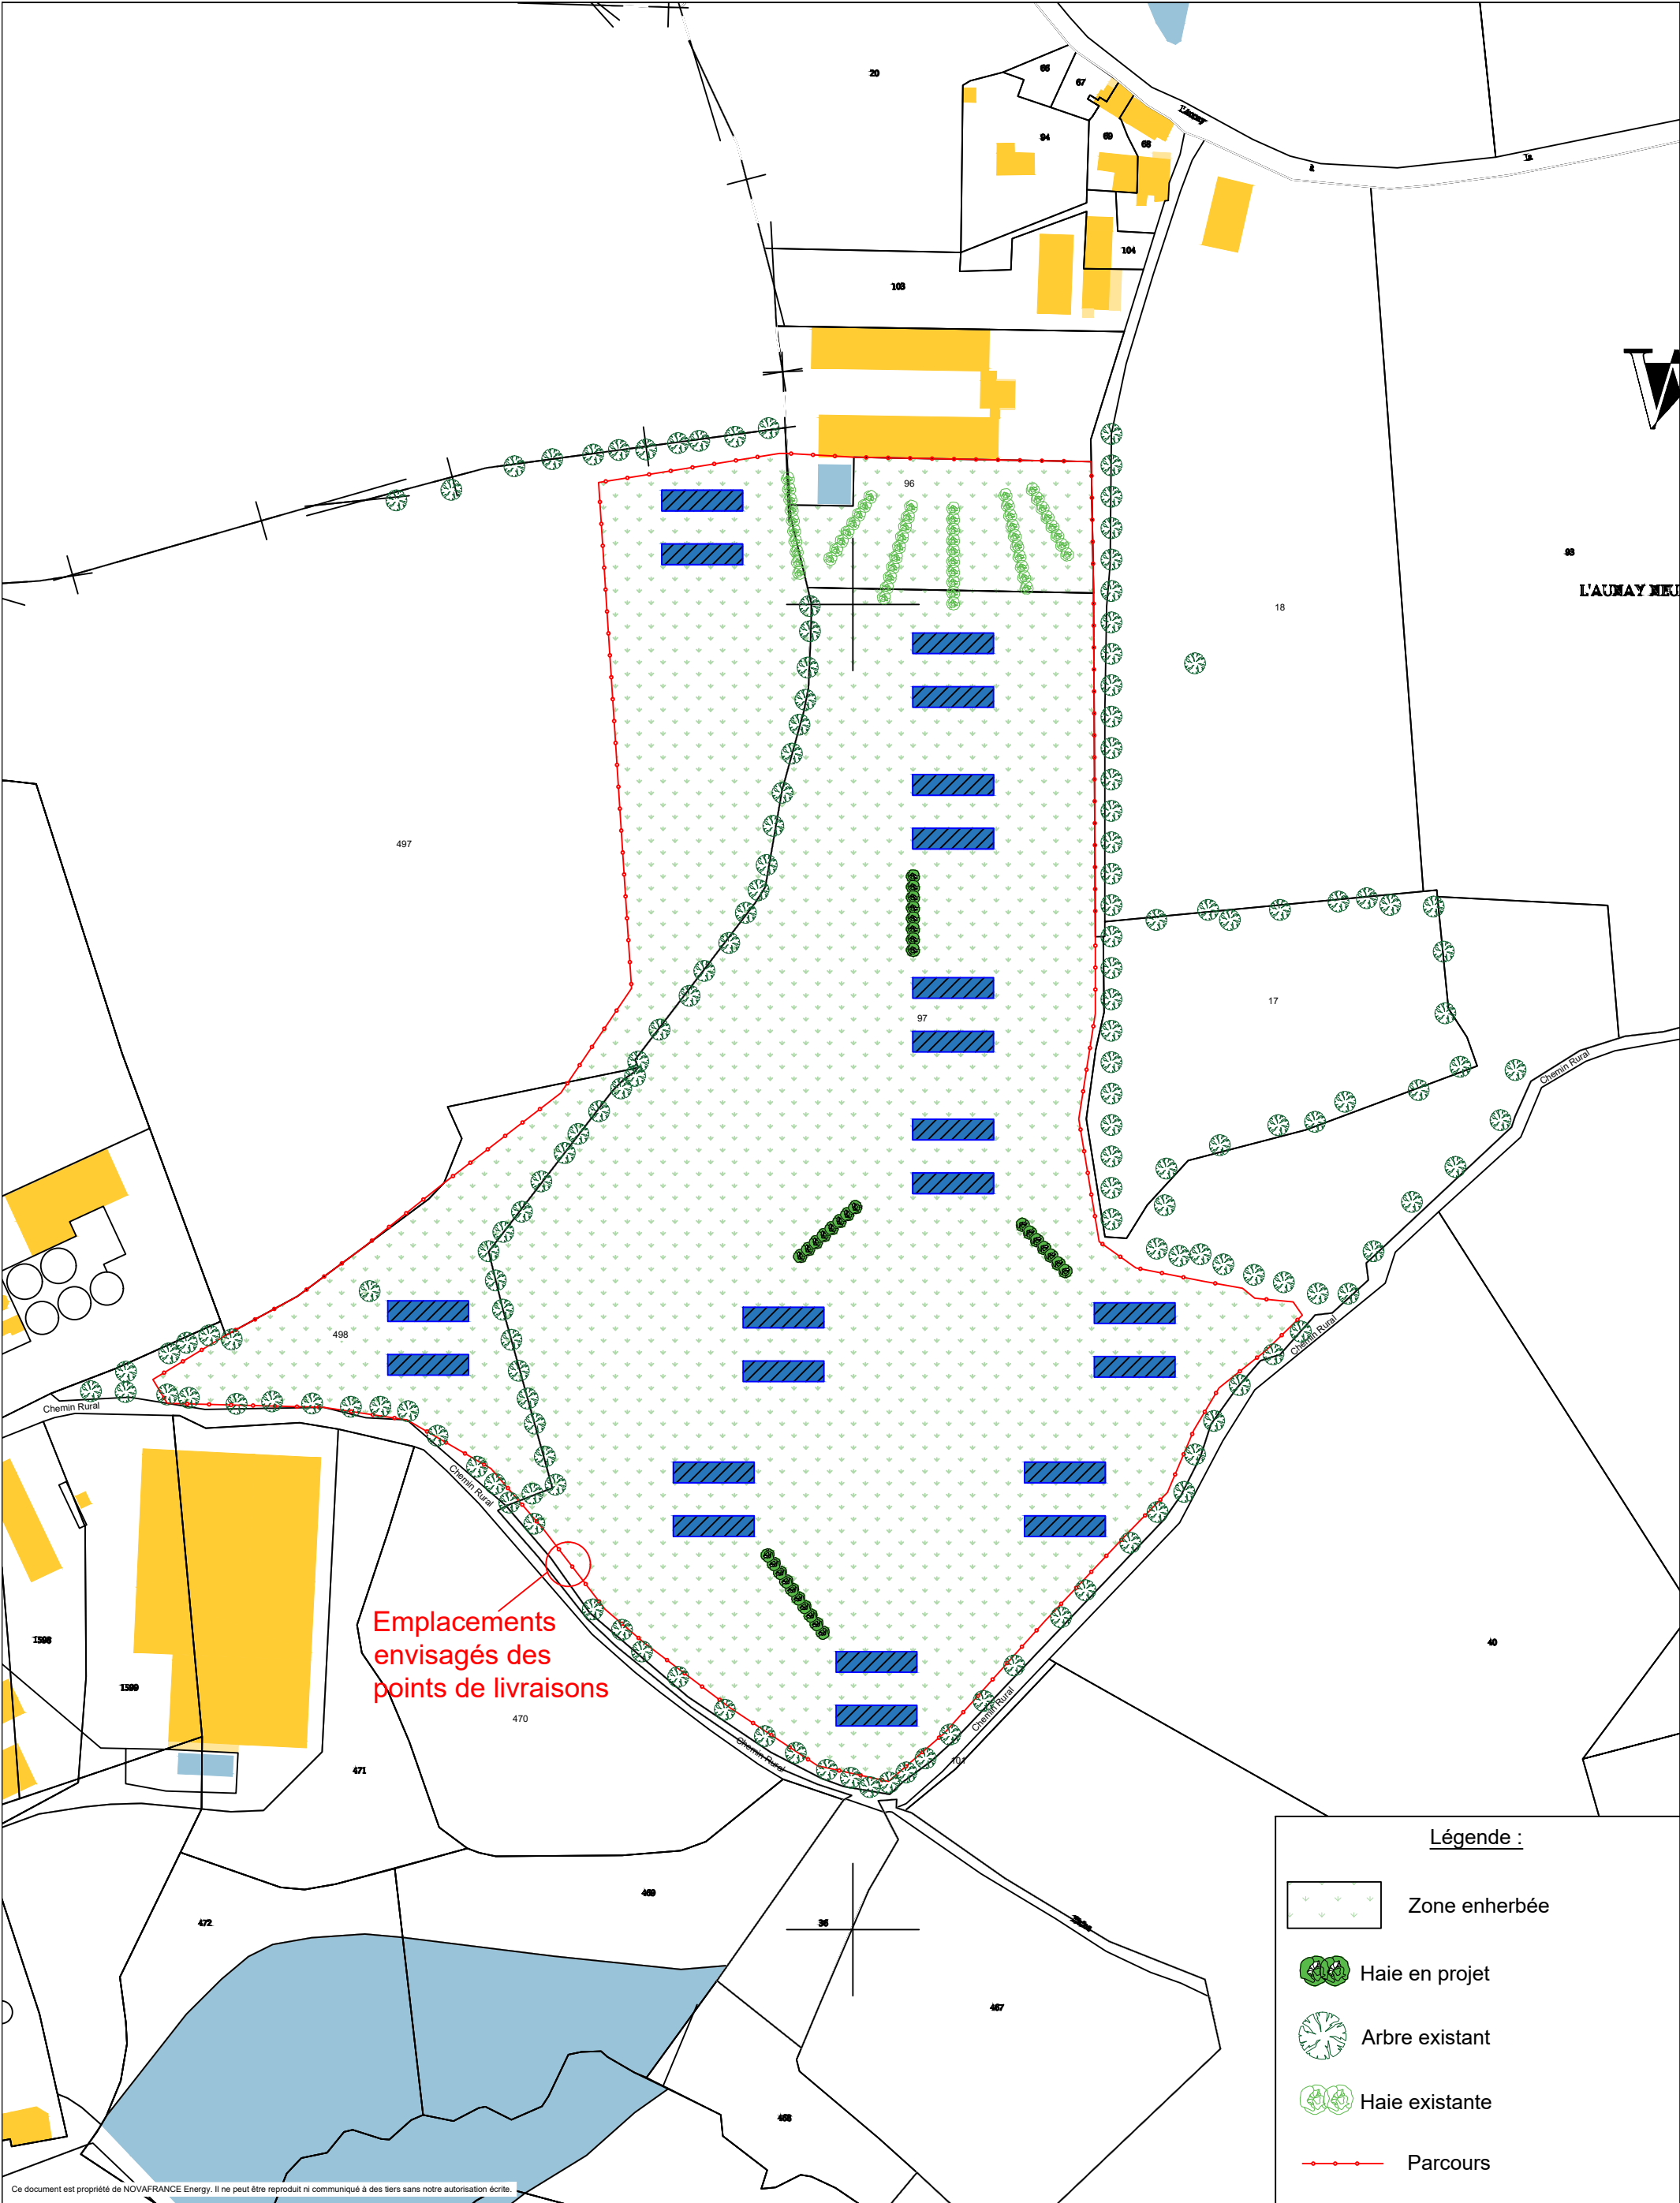 20
66
67
94
69
68
104
103
96
93
18
497
17
97
Chemin Rural
498
Chemin Rural
Chemin Rural
Chemin Rural
Emplacements
envisagés des
points de livraisons
1598
1599
40
470
471
Chemin Rural
Chemin Rural
101
469
472
36
467
468
Légende :
Zone enherbée
Haie en projet
Arbre existant
Haie existante
Parcours
Ce document est propriété de NOVAFRANCE Energy. Il ne peut être reproduit ni communiqué à des tiers sans notre autorisation écrite.